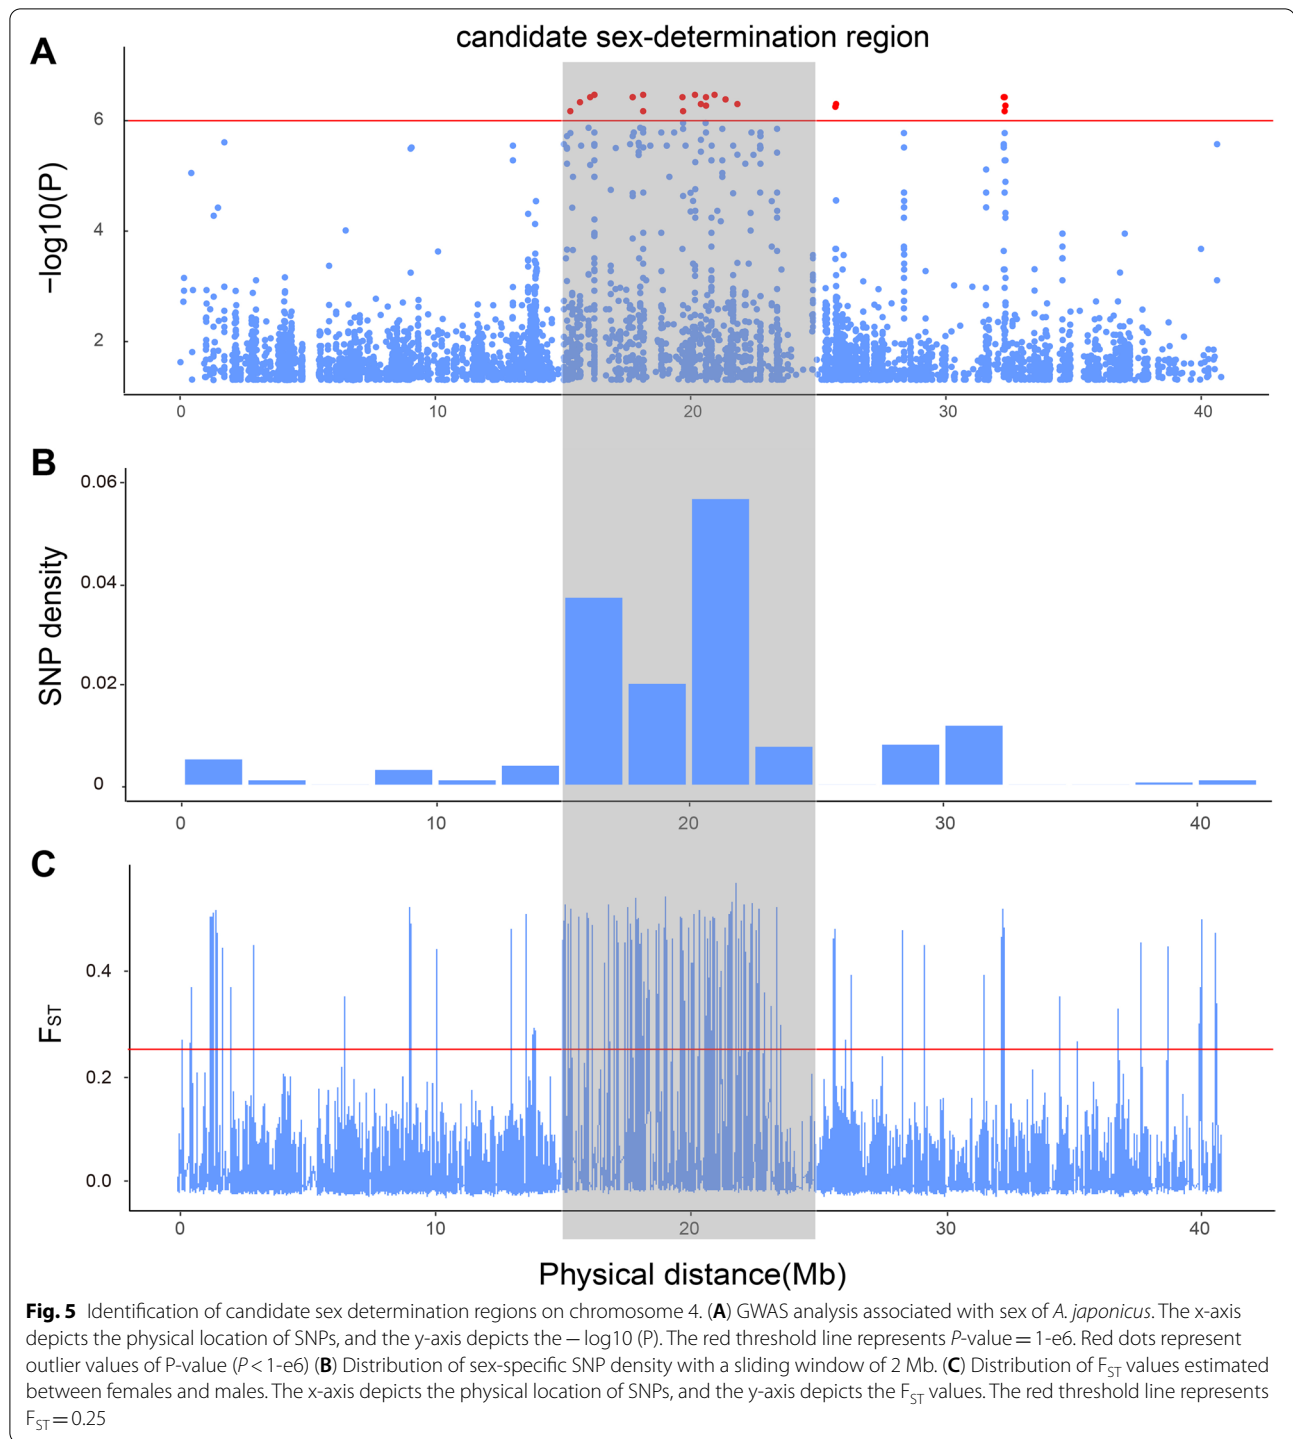 candidate sex-determination region
A
−log10(P)
6
4
2
0 10 20 30 40
B
SNP density
0.06
0.04
0.02
0
0 10 20 30 40
C
FST
0.4
0.2
0.0
0 10 20 30 40
Physical distance(Mb)
Fig. 5 Identification of candidate sex determination regions on chromosome 4. (A) GWAS analysis associated with sex of A. japonicus. The x-axis
depicts the physical location of SNPs, and the y-axis depicts the − log10 (P). The red threshold line represents P-value = 1-e6. Red dots represent
outlier values of P-value (P < 1-e6) (B) Distribution of sex-specific SNP density with a sliding window of 2 Mb. (C) Distribution of FST values estimated
between females and males. The x-axis depicts the physical location of SNPs, and the y-axis depicts the FST values. The red threshold line represents
FST = 0.25